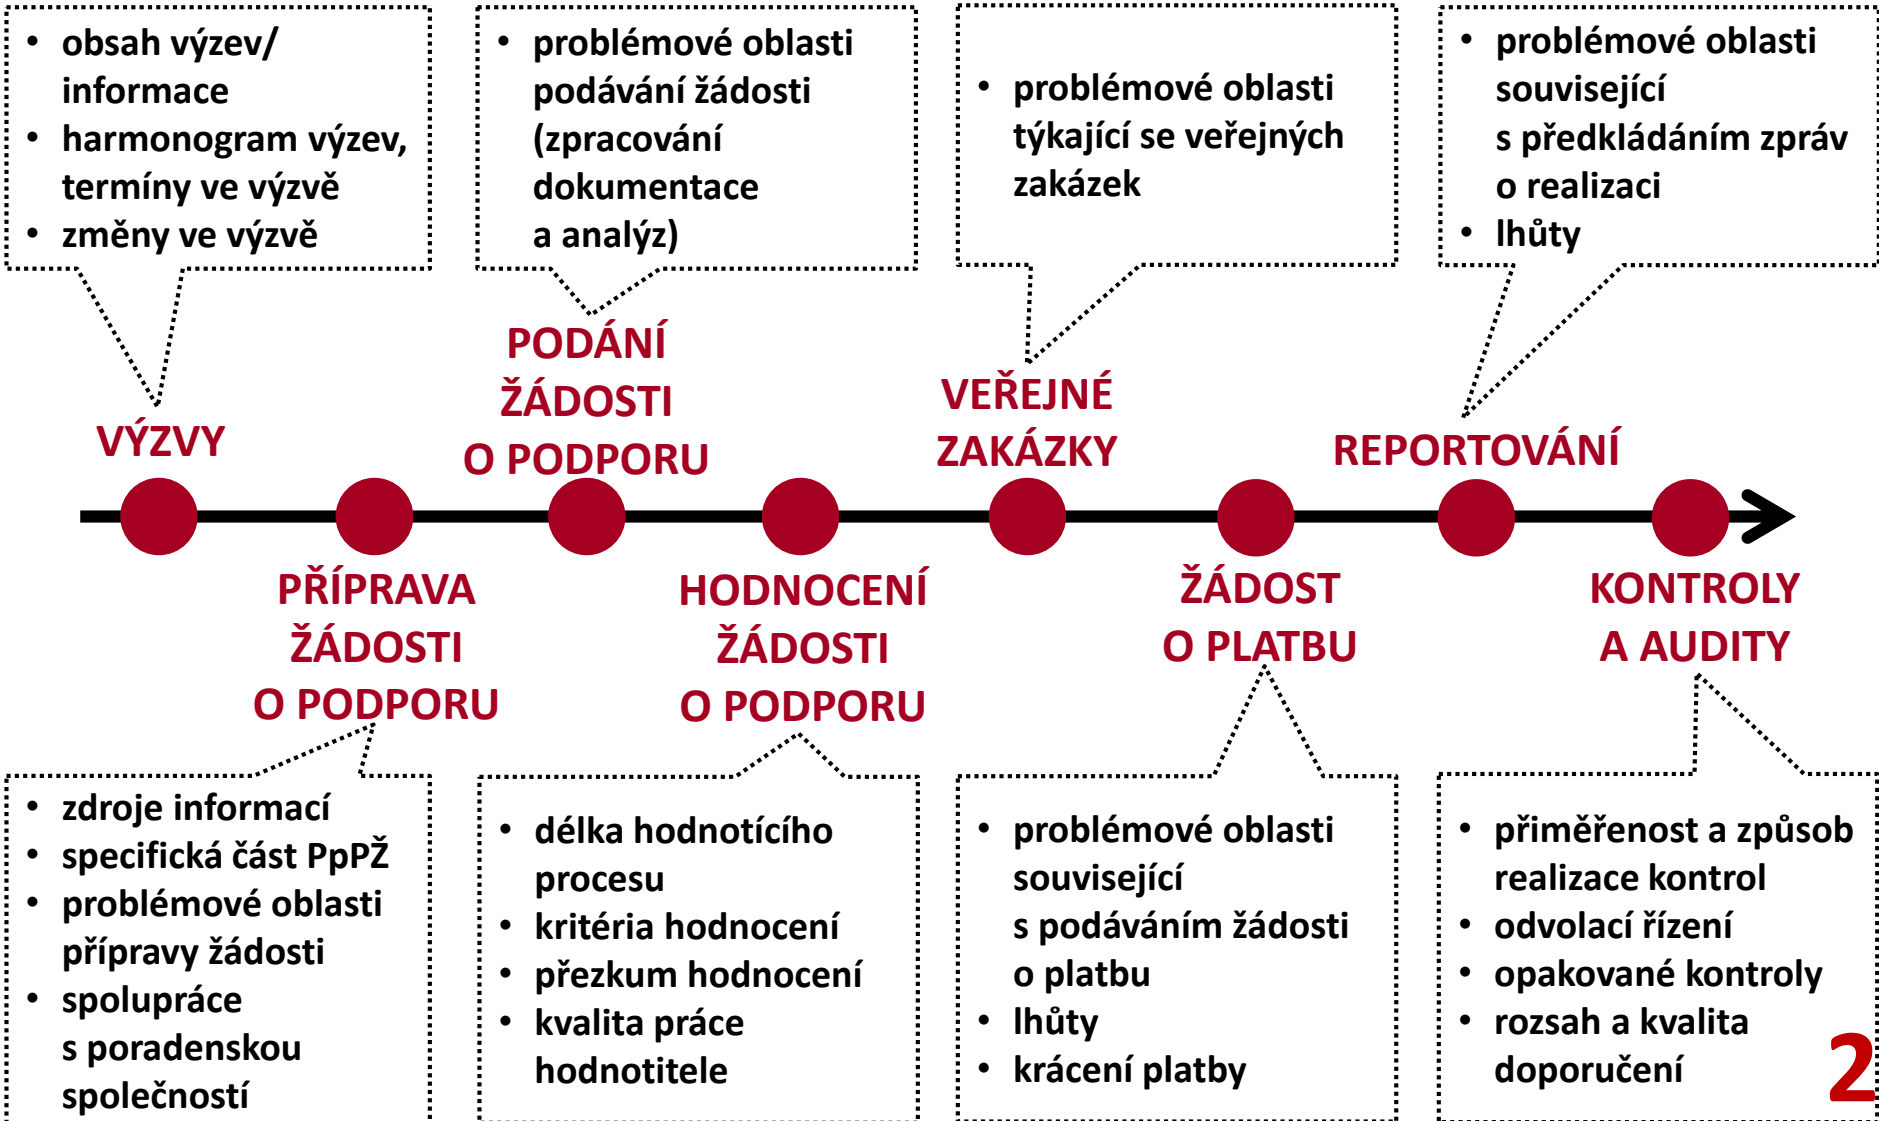 • obsah výzev/
informace
• harmonogram výzev,
termíny ve výzvě
• změny ve výzvě
• problémové oblasti
podávání žádosti
(zpracování
dokumentace
a analýz)
• problémové oblasti
týkající se veřejných
zakázek
• problémové oblasti
související
s předkládáním zpráv
o realizaci
• lhůty
VÝZVY
PODÁNÍ
ŽÁDOSTI
O PODPORU
VEŘEJNÉ
ZAKÁZKY
REPORTOVÁNÍ
PŘÍPRAVA
ŽÁDOSTI
O PODPORU
HODNOCENÍ
ŽÁDOSTI
O PODPORU
ŽÁDOST
O PLATBU
KONTROLY
A AUDITY
• zdroje informací
• specifická část PpPŽ
• problémové oblasti
přípravy žádosti
• spolupráce
s poradenskou
společností
• délka hodnotícího
procesu
• kritéria hodnocení
• přezkum hodnocení
• kvalita práce
hodnotitele
• problémové oblasti
související
s podáváním žádosti
o platbu
• lhůty
• krácení platby
• přiměřenost a způsob
realizace kontrol
• odvolací řízení
• opakované kontroly
• rozsah a kvalita
doporučení
2